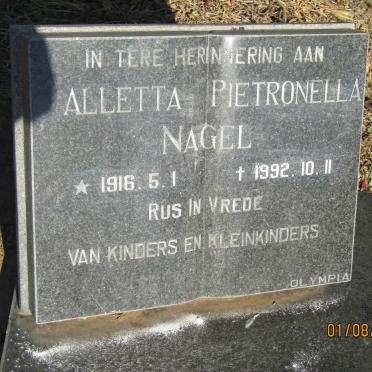 IN TERE HERINNERING AAN
ALLETTA PIETRONELLA
NAGEL
★ 1916.5.1 † 1992.10.11
RUS IN VREDE
VAN KINDERS EN KLEINKINDERS
OLYMPIA
01/08/